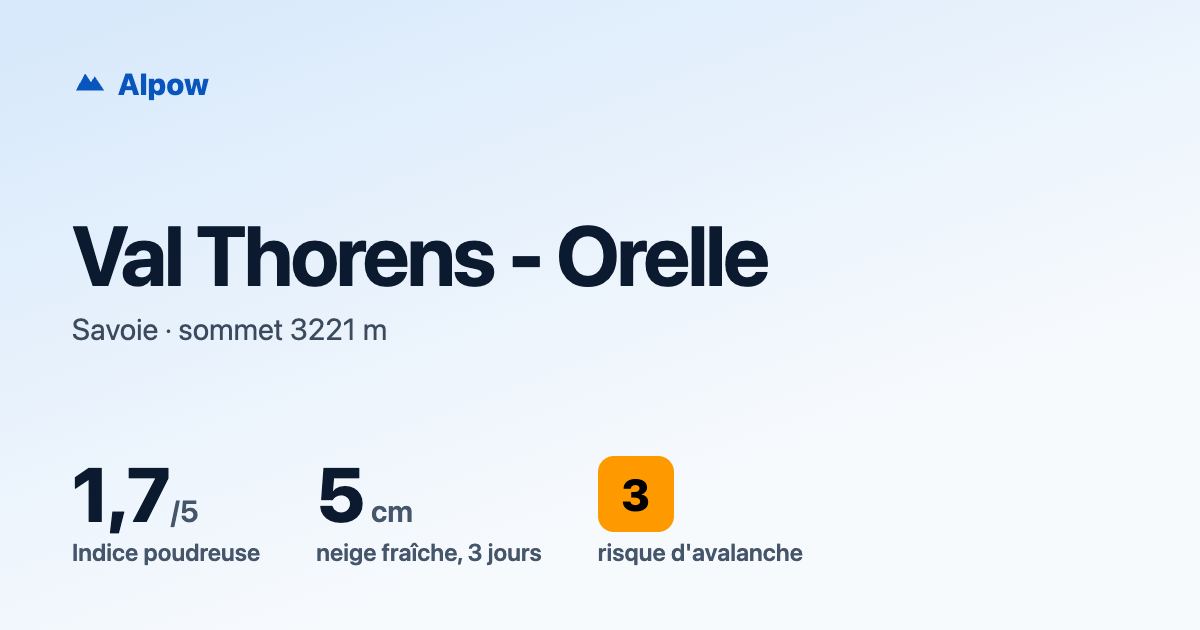 Alpow
Val Thorens - Orelle
Savoie · sommet 3221 m
1,7/5
Indice poudreuse
5 cm
neige fraîche, 3 jours
3
risque d'avalanche